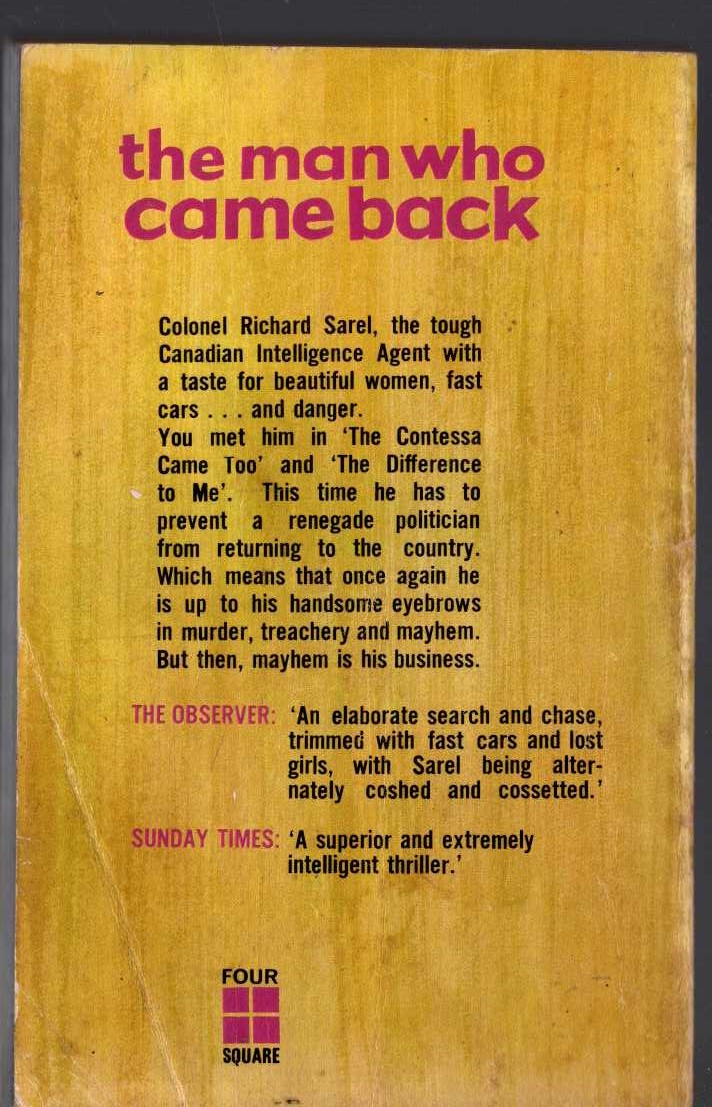 the man who
came back
Colonel Richard Sarel, the tough
Canadian Intelligence Agent with
a taste for beautiful women, fast
cars . . . and danger.
You met him in ‘The Contessa
Came Too’ and ‘The Difference
to Me’. This time he has to
prevent a renegade politician
from returning to the country.
Which means that once again he
is up to his handsome eyebrows
in murder, treachery and mayhem.
But then, mayhem is his business.
THE OBSERVER: ‘An elaborate search and chase,
trimmed with fast cars and lost
girls, with Sarel being alter-
nately coshed and cossetted.’
SUNDAY TIMES: ‘A superior and extremely
intelligent thriller.’
FOUR
SQUARE